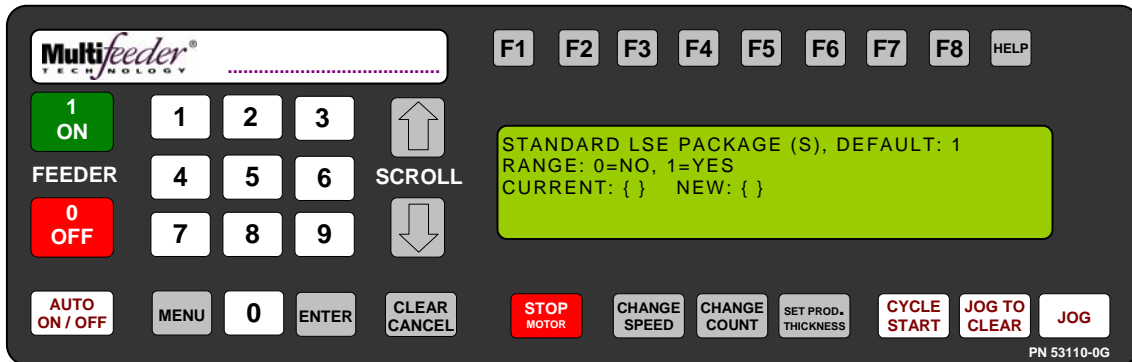 Multifeeder®
TECHNOLOGY
F1 F2 F3 F4 F5 F6 F7 F8 HELP
1
ON
FEEDER
0
OFF
1 2 3
4 5 6
7 8 9
SCROLL
STANDARD LSE PACKAGE (S), DEFAULT: 1
RANGE: 0=NO, 1=YES
CURRENT: { } NEW: { }
AUTO
ON / OFF
MENU
0
ENTER
CLEAR
CANCEL
STOP
MOTOR
CHANGE
SPEED
CHANGE
COUNT
SET PROD.
THICKNESS
CYCLE
START
JOG TO
CLEAR
JOG
PN 53110-0G